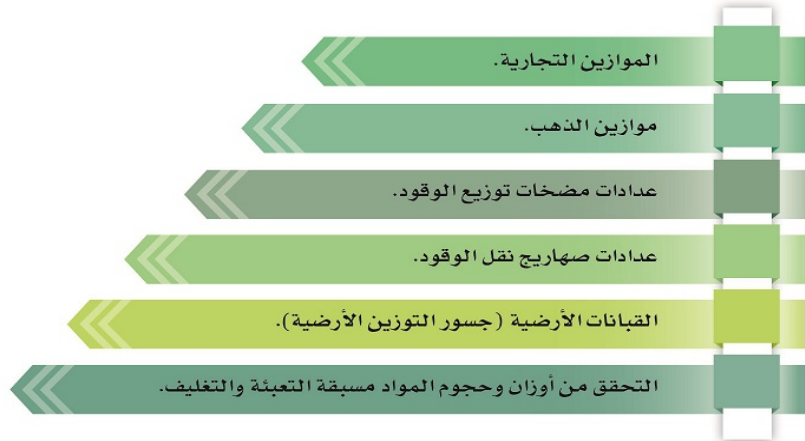 الموازين التجارية.
موازين الذهب.
عدادات مضخات توزيع الوقود.
عدادات صهاريج نقل الوقود.
القبانات الأرضية (جسور التوزين الأرضية).
التحقق من أوزان وحجوم المواد مسبقة التعبئة والتغليف.